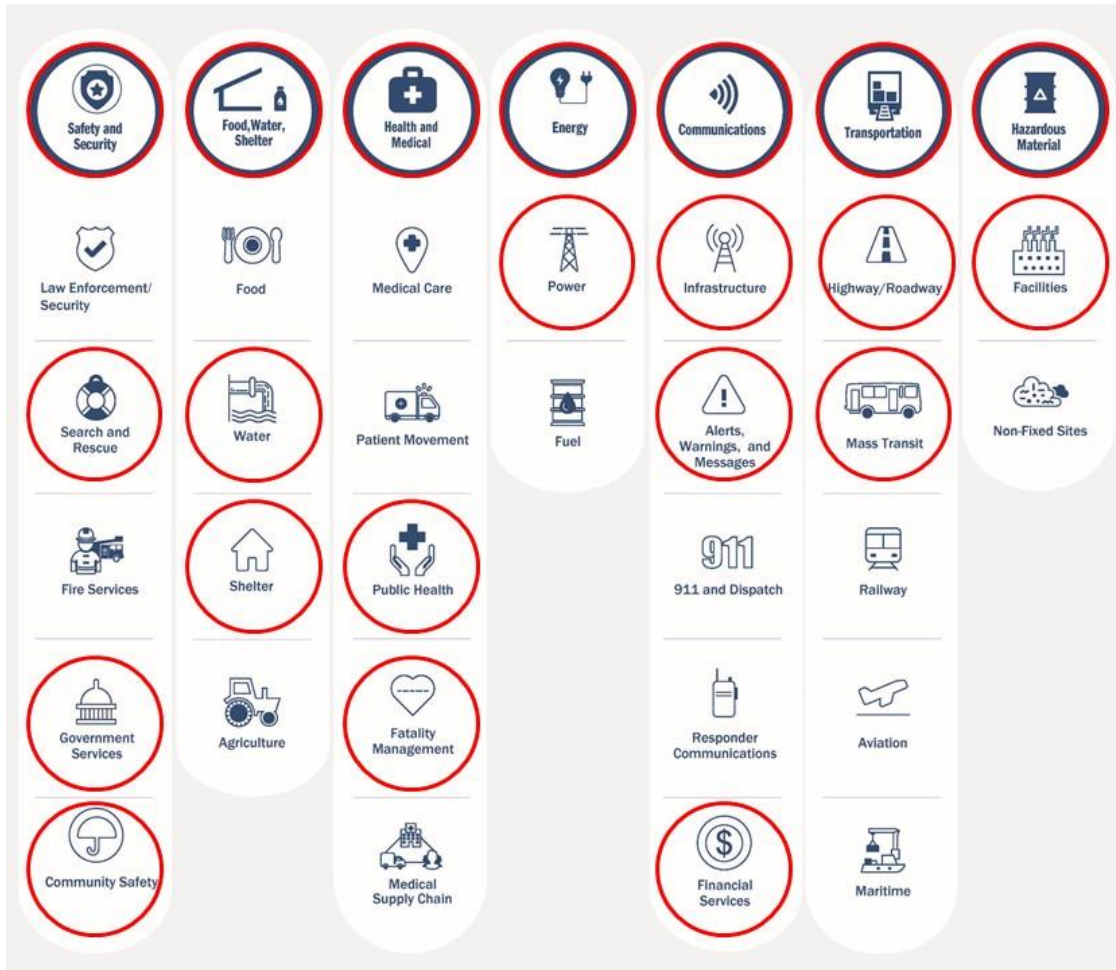 Safety and
Security
Food,Water,
Shelter
Health and
Medical
Energy
Communications
Transportation
Hazardous
Material
Law Enforcement/
Security
Food
Medical Care
Power
Infrastructure
Highway/Roadway
Facilities
Search and
Rescue
Water
Patient Movement
Fuel
Alerts,
Warnings, and
Messages
Mass Transit
Non-Fixed Sites
Fire Services
Shelter
Public Health
911
911 and Dispatch
Railway
Government
Services
Agriculture
Fatality
Management
Responder
Communications
Aviation
Community Safety
Medical
Supply Chain
$
Financial
Services
Maritime